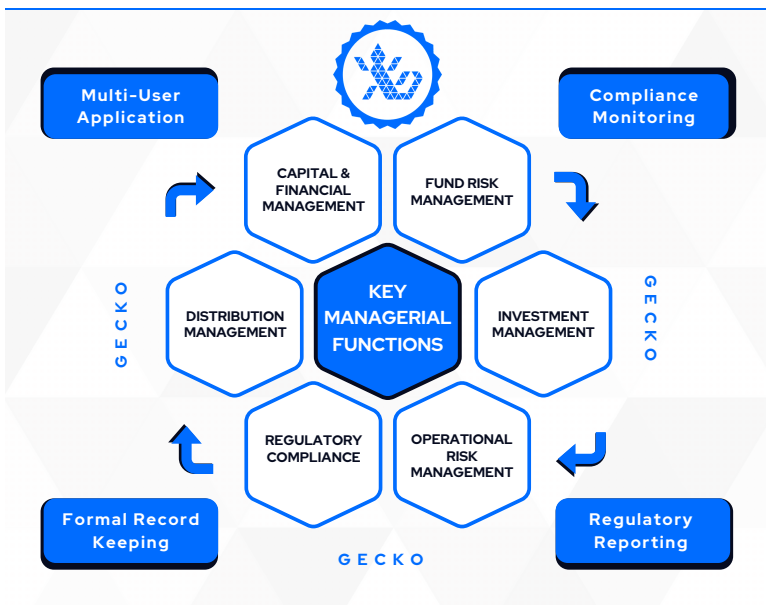 Multi-User
Application
Compliance
Monitoring
CAPITAL &
FINANCIAL
MANAGEMENT
FUND RISK
MANAGEMENT
GECKO
DISTRIBUTION
MANAGEMENT
KEY
MANAGERIAL
FUNCTIONS
INVESTMENT
MANAGEMENT
GECKO
REGULATORY
COMPLIANCE
OPERATIONAL
RISK
MANAGEMENT
Formal Record
Keeping
Regulatory
Reporting
GECKO